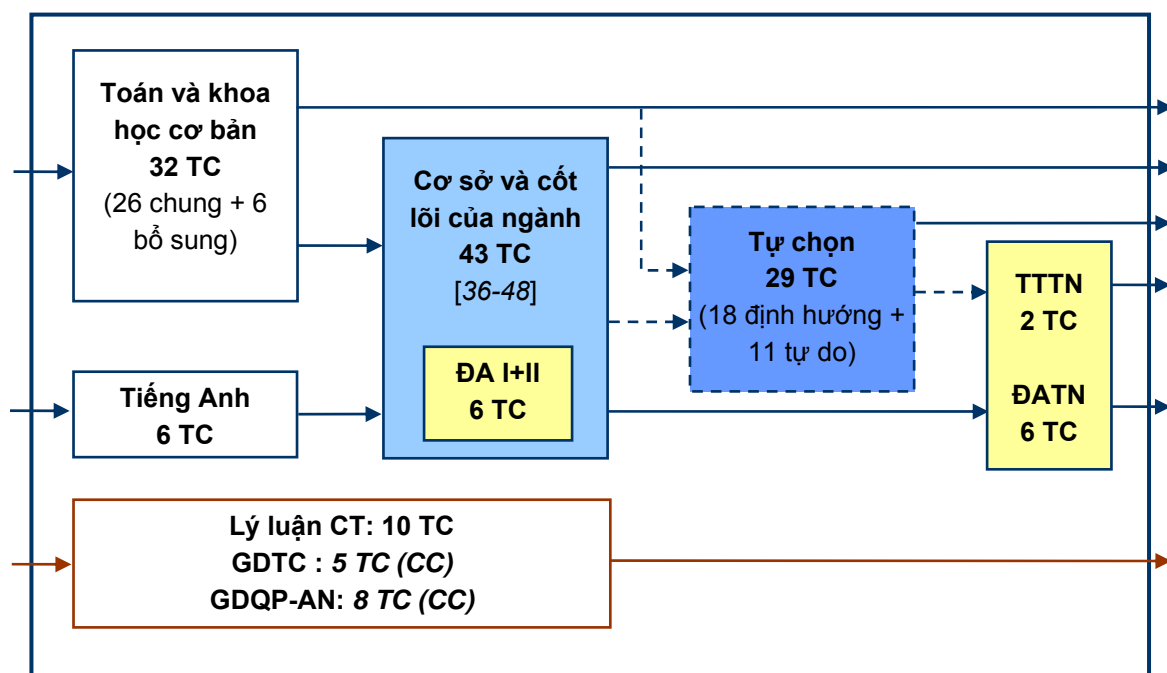 Toán và khoa
học cơ bản
32 TC
(26 chung + 6
bổ sung)
Cơ sở và cốt
lõi của ngành
43 TC
[36-48]
ĐA I+II
6 TC
Tự chọn
29 TC
(18 định hướng +
11 tự do)
TTTN
2 TC
ĐATN
6 TC
Tiếng Anh
6 TC
Lý luận CT: 10 TC
GDTC : 5 TC (CC)
GDQP-AN: 8 TC (CC)